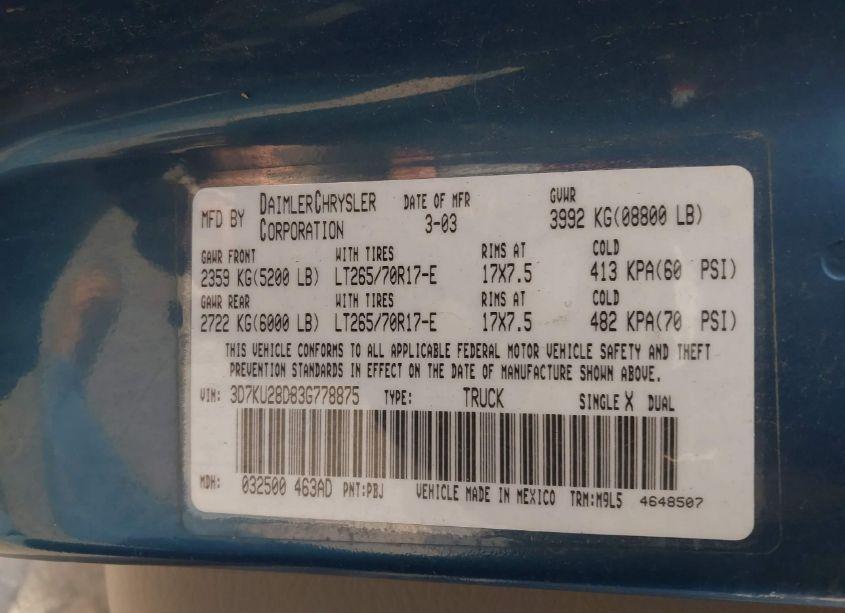 MFD BY DAIMLERCHRYSLER CORPORATION DATE OF MFR 3-03 GVWR 3992 KG(08800 LB)
GAWR FRONT WITH TIRES RIMS AT COLD
2359 KG(5200 LB) LT265/70R17-E 17X7.5 413 KPA(60 PSI)
GAWR REAR WITH TIRES RIMS AT COLD
2722 KG(6000 LB) LT265/70R17-E 17X7.5 482 KPA(70 PSI)
THIS VEHICLE CONFORMS TO ALL APPLICABLE FEDERAL MOTOR VEHICLE SAFETY AND THEFT
PREVENTION STANDARDS IN EFFECT ON THE DATE OF MANUFACTURE SHOWN ABOVE.
VIN: 3D7KU28D83G778875 TYPE: TRUCK SINGLE X DUAL
MDH: 032500 463AD PNT:PBJ VEHICLE MADE IN MEXICO TRM:M9L5 4648507